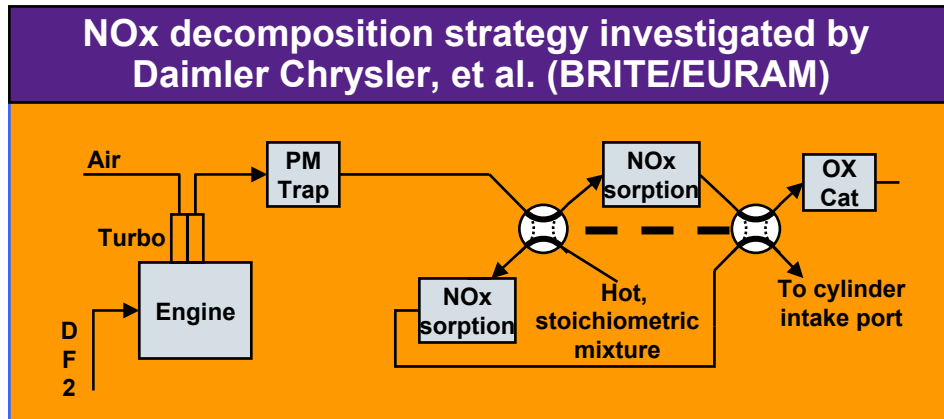 NOx decomposition strategy investigated by
Daimler Chrysler, et al. (BRITE/EURAM)
Air
PM
Trap
NOx
sorption
OX
Cat
Turbo
Engine
NOx
sorption
Hot,
stoichiometric
mixture
To cylinder
intake port
D
F
2